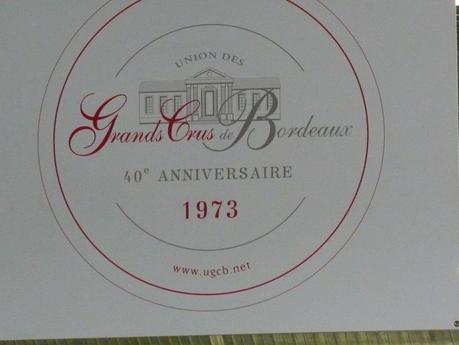 UNION DES
Grands Crus de Bordeaux
40e ANNIVERSAIRE
1973
www.ugcb.net